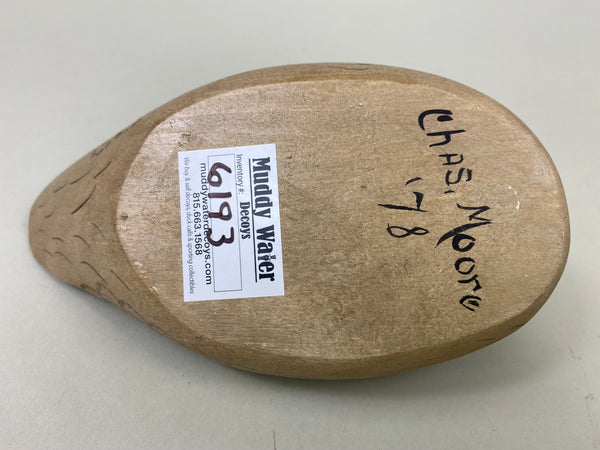 Muddy Water
Decoys
Inventory #:
6193
muddywaterdecoys.com
815.663.1568
We buy & sell decoys, duck calls & sporting collectibles
Chas. Moore
'78